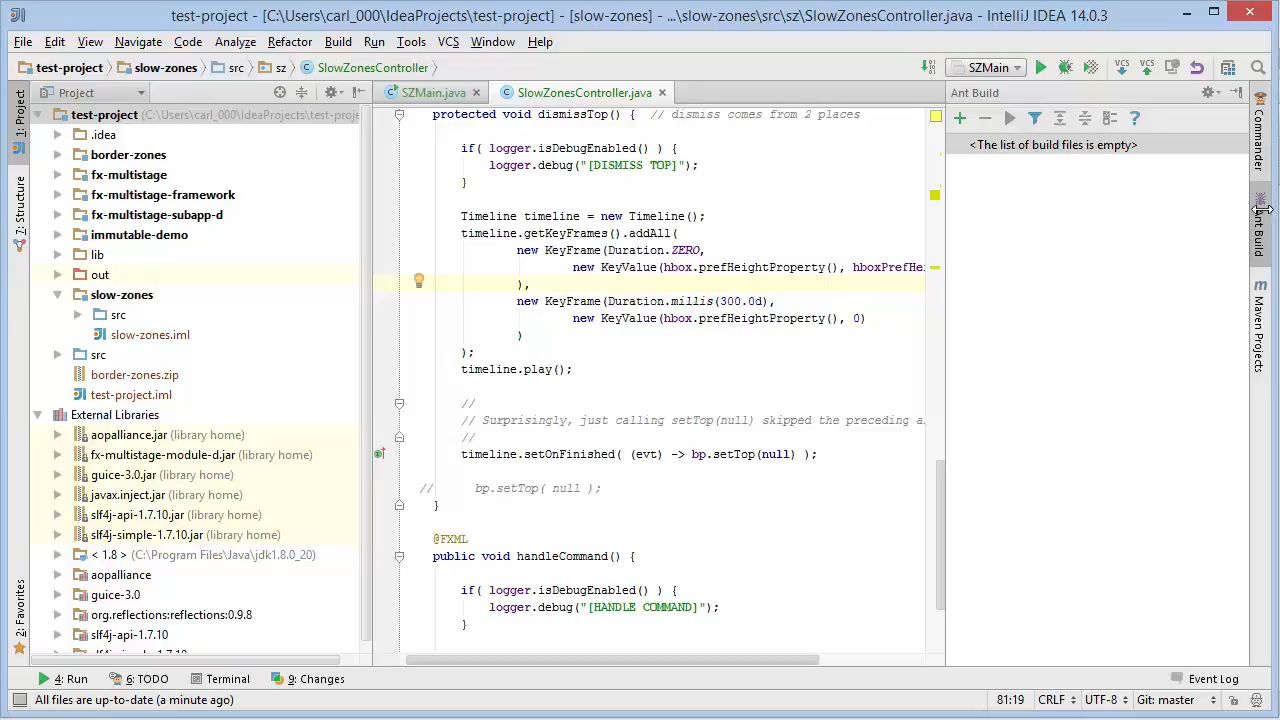 test-project - [C:\Users\carl_000\IdeaProjects\test-project] - [slow-zones] - ...\slow-zones\src\sz\SlowZonesController.java - IntelliJ IDEA 14.0.3
File Edit View Navigate Code Analyze Refactor Build Run Tools VCS Window Help
test-project slow-zones src sz SlowZonesController
SZMain VCS VCS
Project
SZMain.java SlowZonesController.java
Ant Build
1: Project
7: Structure
2: Favorites
test-project (C:\Users\carl_000\IdeaProjects\test-proje
.idea
border-zones
fx-multistage
fx-multistage-framework
fx-multistage-subapp-d
immutable-demo
lib
out
slow-zones
src
slow-zones.iml
src
border-zones.zip
test-project.iml
External Libraries
aopalliance.jar (library home)
fx-multistage-module-d.jar (library home)
guice-3.0.jar (library home)
javax.inject.jar (library home)
slf4j-api-1.7.10.jar (library home)
slf4j-simple-1.7.10.jar (library home)
< 1.8 > (C:\Program Files\Java\jdk1.8.0_20)
aopalliance
guice-3.0
org.reflections:reflections:0.9.8
slf4j-api-1.7.10
protected void dismissTop() {  // dismiss comes from 2 places
if( logger.isDebugEnabled() ) {
logger.debug("[DISMISS TOP]");
}
Timeline timeline = new Timeline();
timeline.getKeyFrames().addAll(
new KeyFrame(Duration.ZERO,
new KeyValue(hbox.prefHeightProperty(), hboxPrefHei
),
new KeyFrame(Duration.millis(300.0d),
new KeyValue(hbox.prefHeightProperty(), 0)
)
);
timeline.play();
//
// Surprisingly, just calling setTop(null) skipped the preceding a
//
timeline.setOnFinished( (evt) -> bp.setTop(null) );
// bp.setTop( null );
}
@FXML
public void handleCommand() {
if( logger.isDebugEnabled() ) {
logger.debug("[HANDLE COMMAND]");
}
<The list of build files is empty>
Commander
Ant Build
Maven Projects
4: Run 6: TODO Terminal 9: Changes Event Log
All files are up-to-date (a minute ago) 81:19 CRLF UTF-8 Git: master